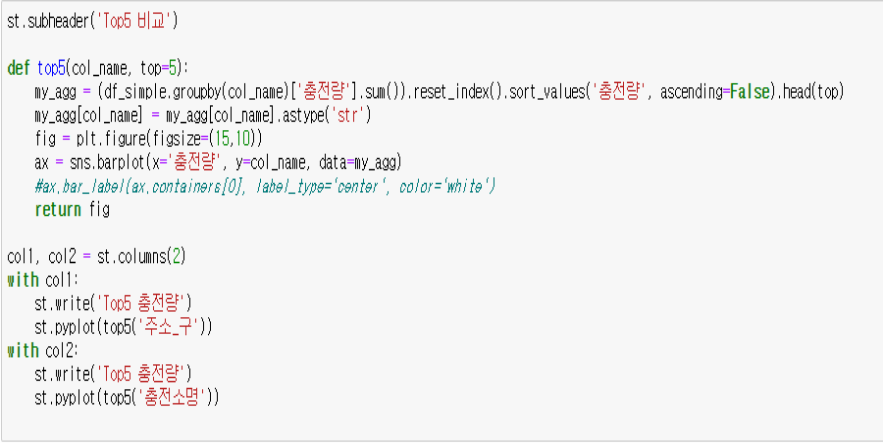 st.subheader('Top5 비교')
def top5(col_name, top=5):
my_agg = (df_simple.groupby(col_name)['충전량'].sum()).reset_index().sort_values('충전량', ascending=False).head(top)
my_agg[col_name] = my_agg[col_name].astype('str')
fig = plt.figure(figsize=(15,10))
ax = sns.barplot(x='충전량', y=col_name, data=my_agg)
#ax.bar_label(ax.containers[0], label_type='center', color='white')
return fig
col1, col2 = st.columns(2)
with col1:
st.write('Top5 충전량')
st.pyplot(top5('주소_구'))
with col2:
st.write('Top5 충전량')
st.pyplot(top5('충전소명'))